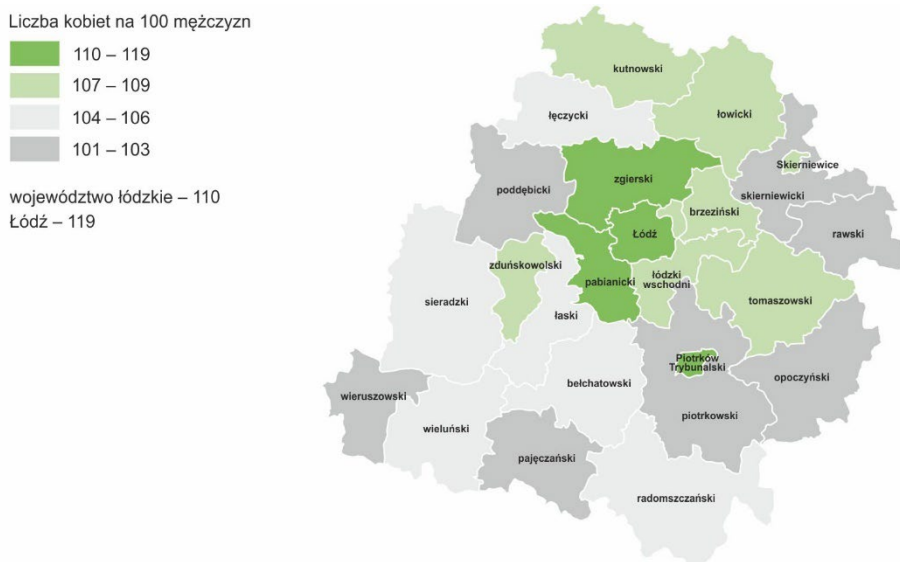 Liczba kobiet na 100 mężczyzn
110 – 119
107 – 109
104 – 106
101 – 103
województwo łódzkie – 110
Łódź – 119
kutnowski
łęczycki
łowicki
Skierniewice
zgierski
poddębicki
skierniewicki
brzeziński
rawski
Łódź
zduńskowolski
łódzki
wschodni
pabianicki
sieradzki
tomaszowski
łaski
Piotrków
Trybunalski
opoczyński
bełchatowski
wieruszowski
piotrkowski
wieluński
pajęczański
radomszczański